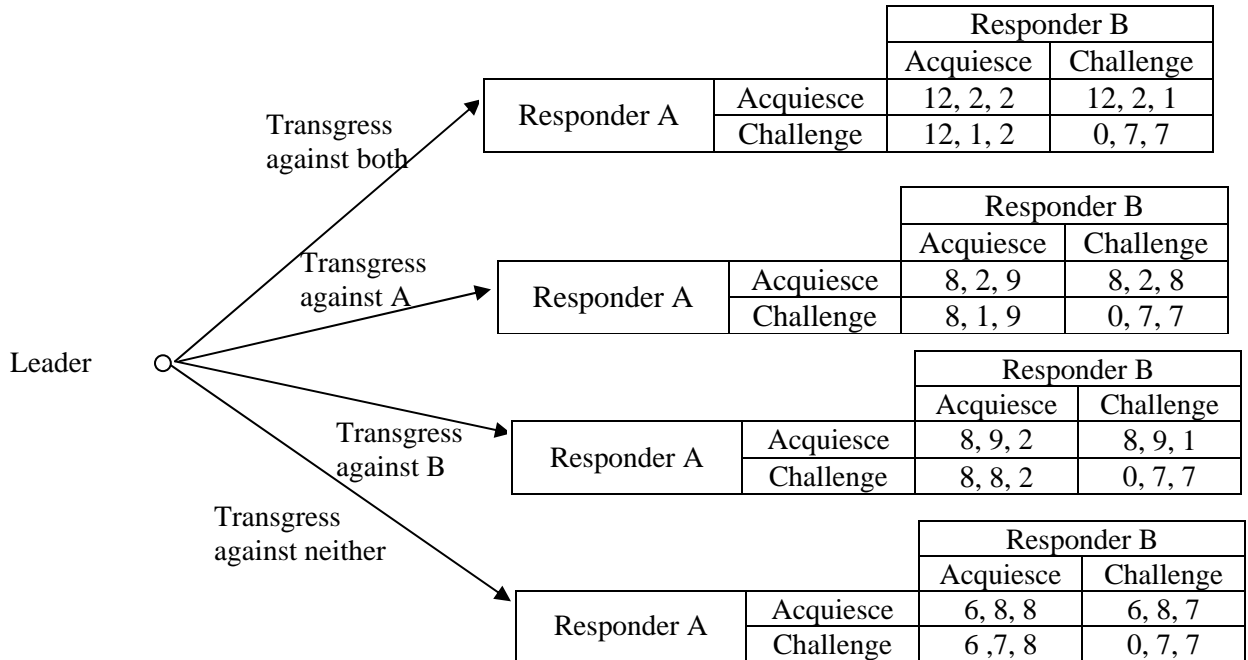 Responder B
Acquiesce Challenge
Responder A Acquiesce 12, 2, 2 12, 2, 1
Challenge 12, 1, 2 0, 7, 7
Transgress
against both
Responder B
Acquiesce Challenge
Responder A Acquiesce 8, 2, 9 8, 2, 8
Challenge 8, 1, 9 0, 7, 7
Transgress
against A
Leader
Responder B
Acquiesce Challenge
Responder A Acquiesce 8, 9, 2 8, 9, 1
Challenge 8, 8, 2 0, 7, 7
Transgress
against B
Transgress
against neither
Responder B
Acquiesce Challenge
Responder A Acquiesce 6, 8, 8 6, 8, 7
Challenge 6 ,7, 8 0, 7, 7